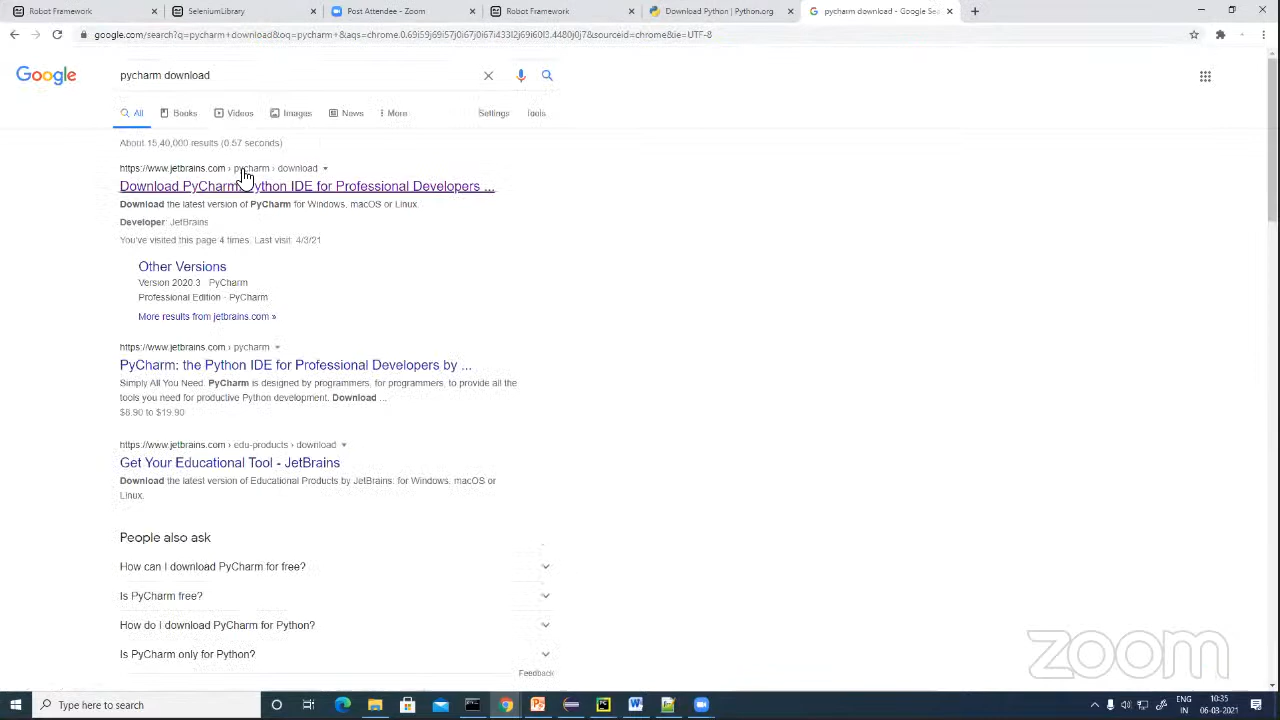 Robot Framework
SeleniumLibrary
Post Attendee - Zoom
Robot Framework
Download Python | Python.org
pycharm download - Google Sea
google.com/search?q=pycharm+download&oq=pycharm+&aqs=chrome.0.69i59j69i57j0i67j0i67i433l2j69i60l3.4480j0j7&sourceid=chrome&ie=UTF-8
Google
pycharm download
All
Books
Videos
Images
News
More
Settings
Tools
About 15,40,000 results (0.57 seconds)
https://www.jetbrains.com › pycharm › download
Download PyCharm: Python IDE for Professional Developers ...
Download the latest version of PyCharm for Windows, macOS or Linux.
Developer: JetBrains
You've visited this page 4 times. Last visit: 4/3/21
Other Versions
Version 2020.3 PyCharm
Professional Edition - PyCharm
More results from jetbrains.com »
https://www.jetbrains.com › pycharm
PyCharm: the Python IDE for Professional Developers by ...
Simply All You Need. PyCharm is designed by programmers, for programmers, to provide all the
tools you need for productive Python development. Download ...
$8.90 to $19.90
https://www.jetbrains.com › edu-products › download
Get Your Educational Tool - JetBrains
Download the latest version of Educational Products by JetBrains: for Windows, macOS or
Linux.
People also ask
How can I download PyCharm for free?
Is PyCharm free?
How do I download PyCharm for Python?
Is PyCharm only for Python?
Feedback
zoom
Type here to search
ENG
IN
10:35
06-03-2021